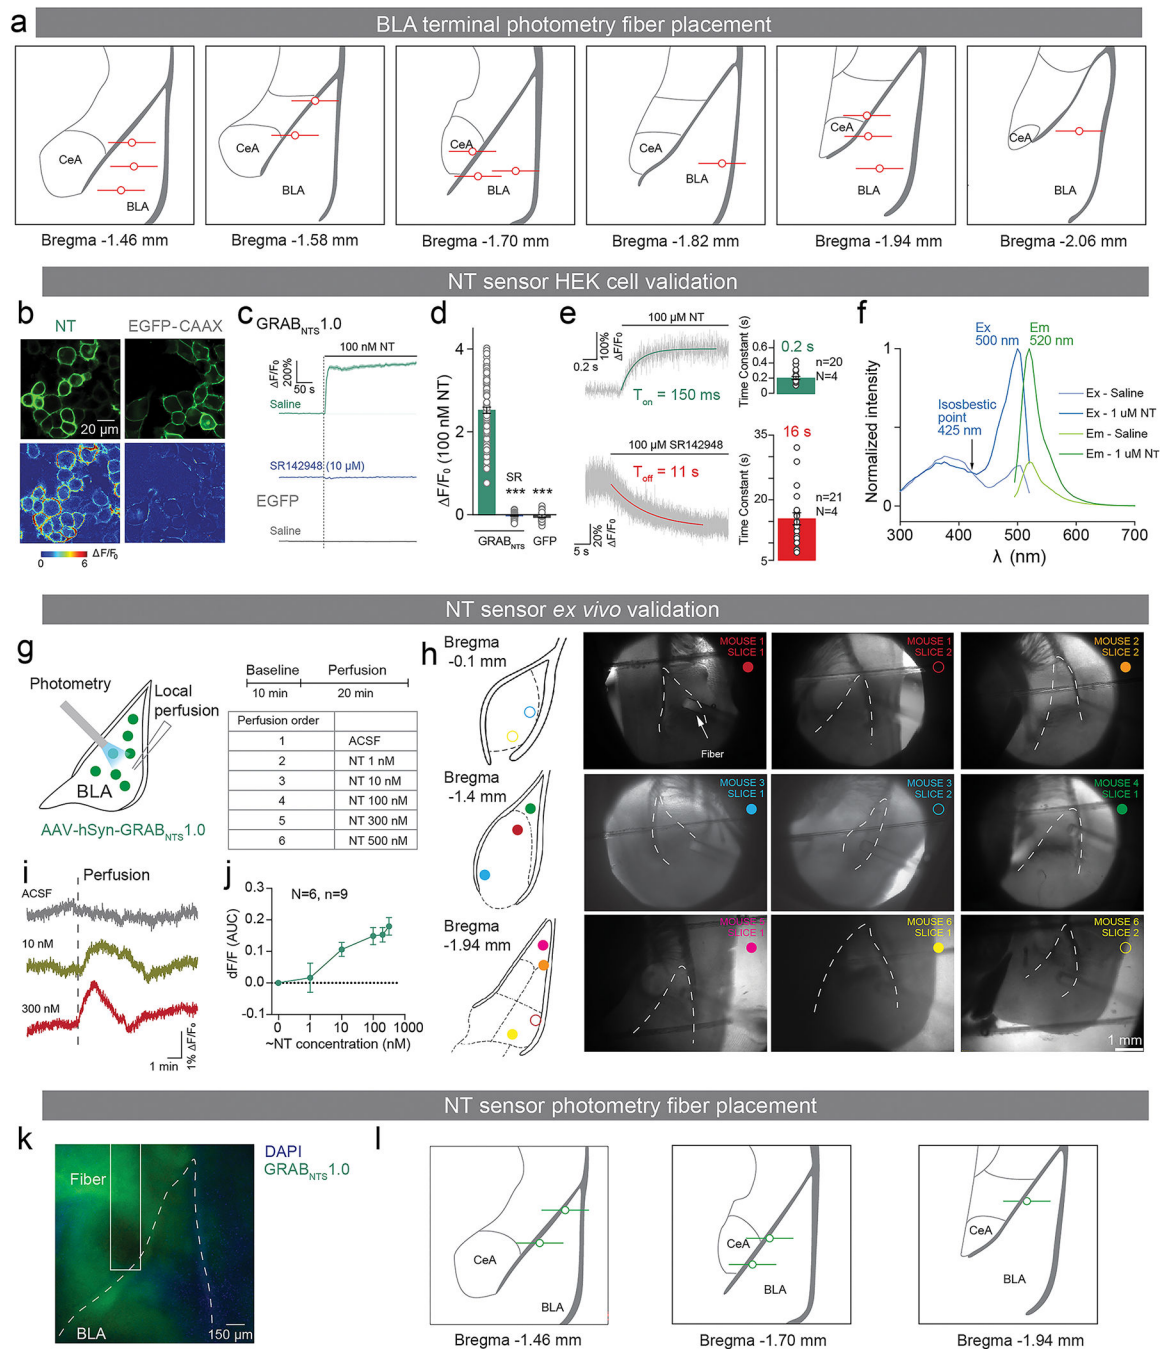 a
BLA terminal photometry fiber placement
CeA
BLA
Bregma -1.46 mm
BLA
Bregma -1.58 mm
CeA
CeA
BLA
Bregma -1.70 mm
CeA
BLA
Bregma -1.82 mm
CeA
BLA
Bregma -1.94 mm
CeA
BLA
Bregma -2.06 mm
NT sensor HEK cell validation
b
NT
EGFP-CAAX
20 µm
0
6
ΔF/F₀
c
GRABNTS1.0
100 nM NT
ΔF/F₀
200%
50 s
Saline
SR142948 (10 µM)
EGFP
Saline
d
ΔF/F₀ (100 nM NT)
4
2
0
SR
***
***
GRABNTS
GFP
e
100 µM NT
100%
ΔF/F₀
0.2 s
Ton = 150 ms
Time Constant (s)
0.6
0.4
0.2
0
0.2 s
n=20
N=4
100 µM SR142948
Toff = 11 s
20%
ΔF/F₀
5 s
Time Constant (s)
35
20
10
5
16 s
n=21
N=4
f
Normalized intensity
1
0
Ex
500 nm
Em
520 nm
Isosbestic
point
425 nm
Ex - Saline
Ex - 1 uM NT
Em - Saline
Em - 1 uM NT
300
400
500
600
700
λ (nm)
NT sensor ex vivo validation
g
Photometry
Local
perfusion
BLA
AAV-hSyn-GRABNTS1.0
Baseline
Perfusion
10 min
20 min
Perfusion order
1 ACSF
2 NT 1 nM
3 NT 10 nM
4 NT 100 nM
5 NT 300 nM
6 NT 500 nM
h
Bregma
-0.1 mm
Bregma
-1.4 mm
Bregma
-1.94 mm
MOUSE 1
SLICE 1
Fiber
MOUSE 1
SLICE 2
MOUSE 2
SLICE 2
MOUSE 3
SLICE 1
MOUSE 3
SLICE 2
MOUSE 4
SLICE 1
MOUSE 5
SLICE 1
MOUSE 6
SLICE 1
MOUSE 6
SLICE 2
1 mm
i
Perfusion
ACSF
10 nM
300 nM
1 min
1% ΔF/F₀
j
dF/F (AUC)
0.3
0.2
0.1
0.0
-0.1
N=6, n=9
0
1
10
100
1000
~NT concentration (nM)
NT sensor photometry fiber placement
k
Fiber
BLA
150 µm
DAPI
GRABNTS1.0
l
CeA
BLA
Bregma -1.46 mm
CeA
BLA
Bregma -1.70 mm
CeA
BLA
Bregma -1.94 mm